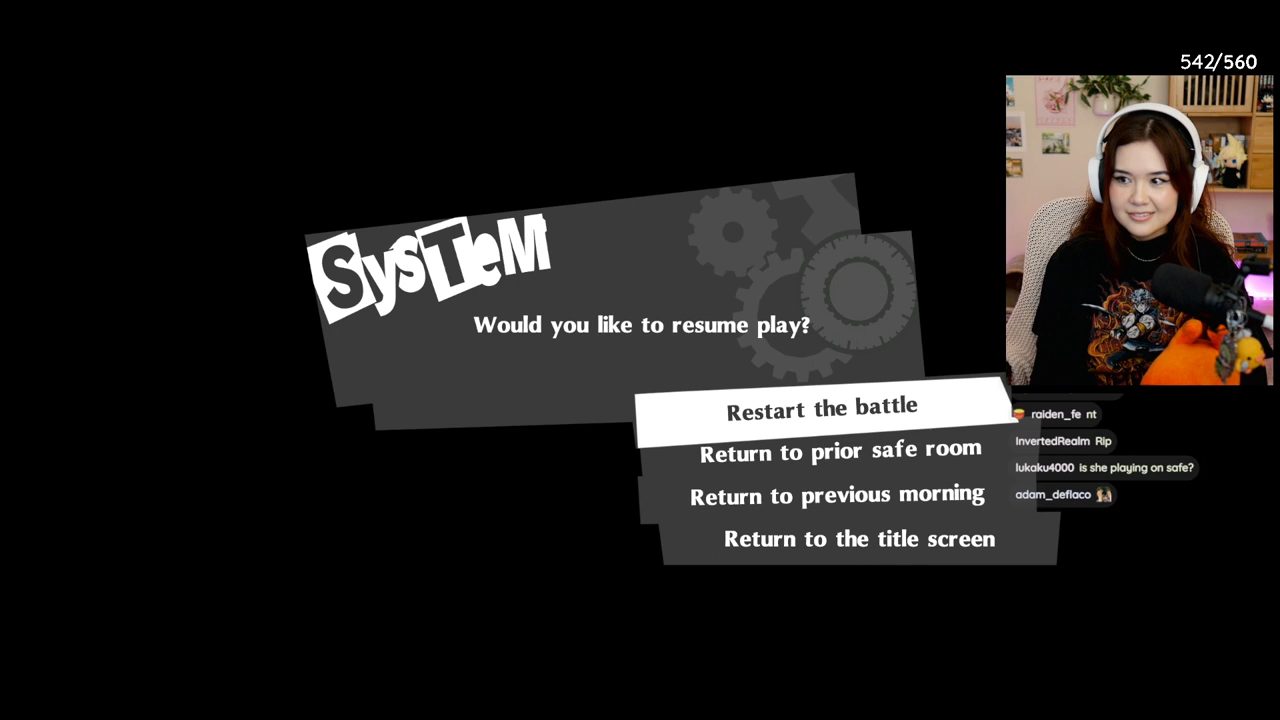 542/560
SysTeM
Would you like to resume play?
Restart the battle
Return to prior safe room
Return to previous morning
Return to the title screen
raiden_fe nt
InvertedRealm Rip
lukaku4000 is she playing on safe?
adam_deflaco